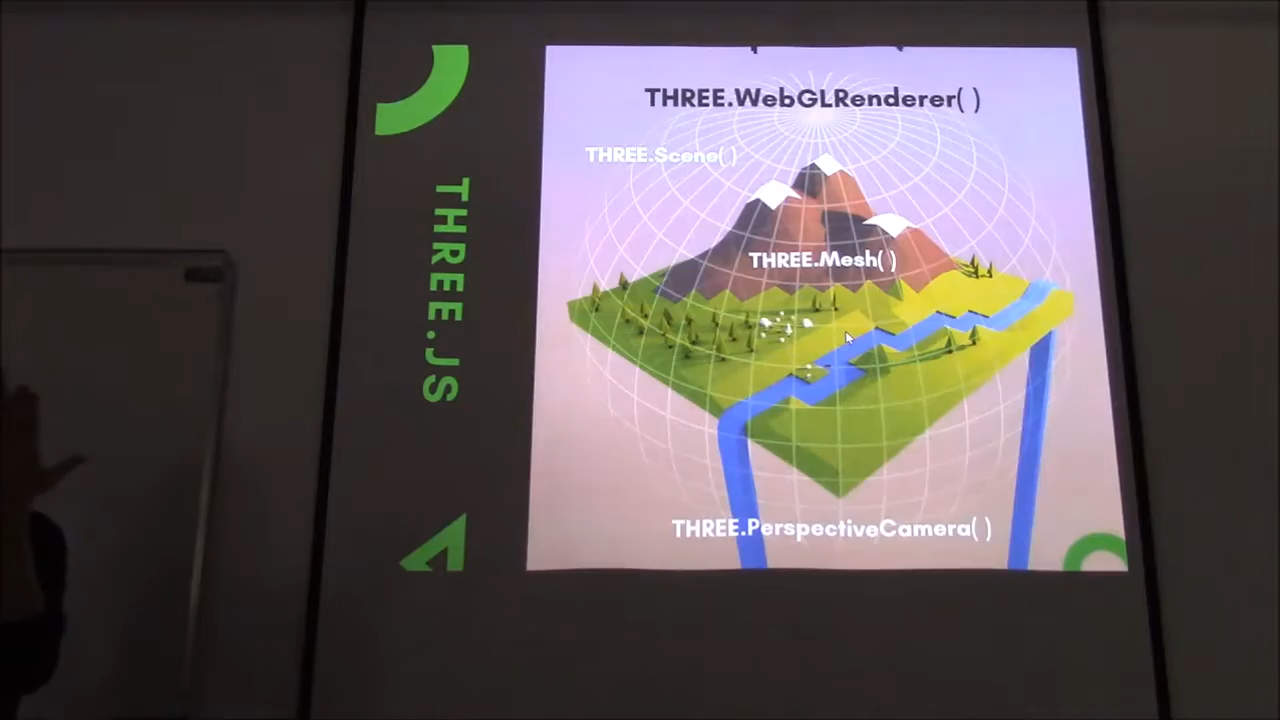 THREE.JS
THREE.WebGLRenderer( )
THREE.Scene( )
THREE.Mesh( )
THREE.PerspectiveCamera( )